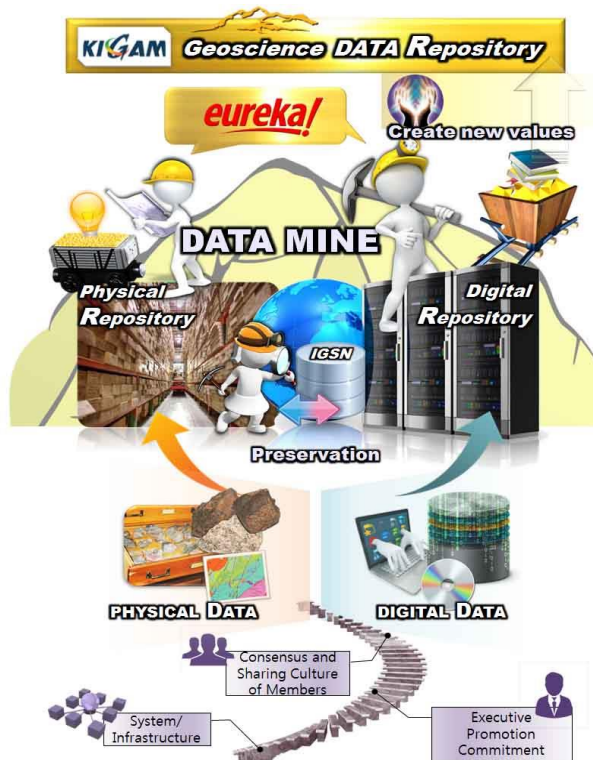 KIGAM Geoscience DATA Repository
eureka!
Create new values
DATA MINE
Physical
Repository
Digital
Repository
IGSN
Preservation
PHYSICAL DATA
DIGITAL DATA
Consensus and
Sharing Culture
of Members
System/
Infrastructure
Executive
Promotion
Commitment